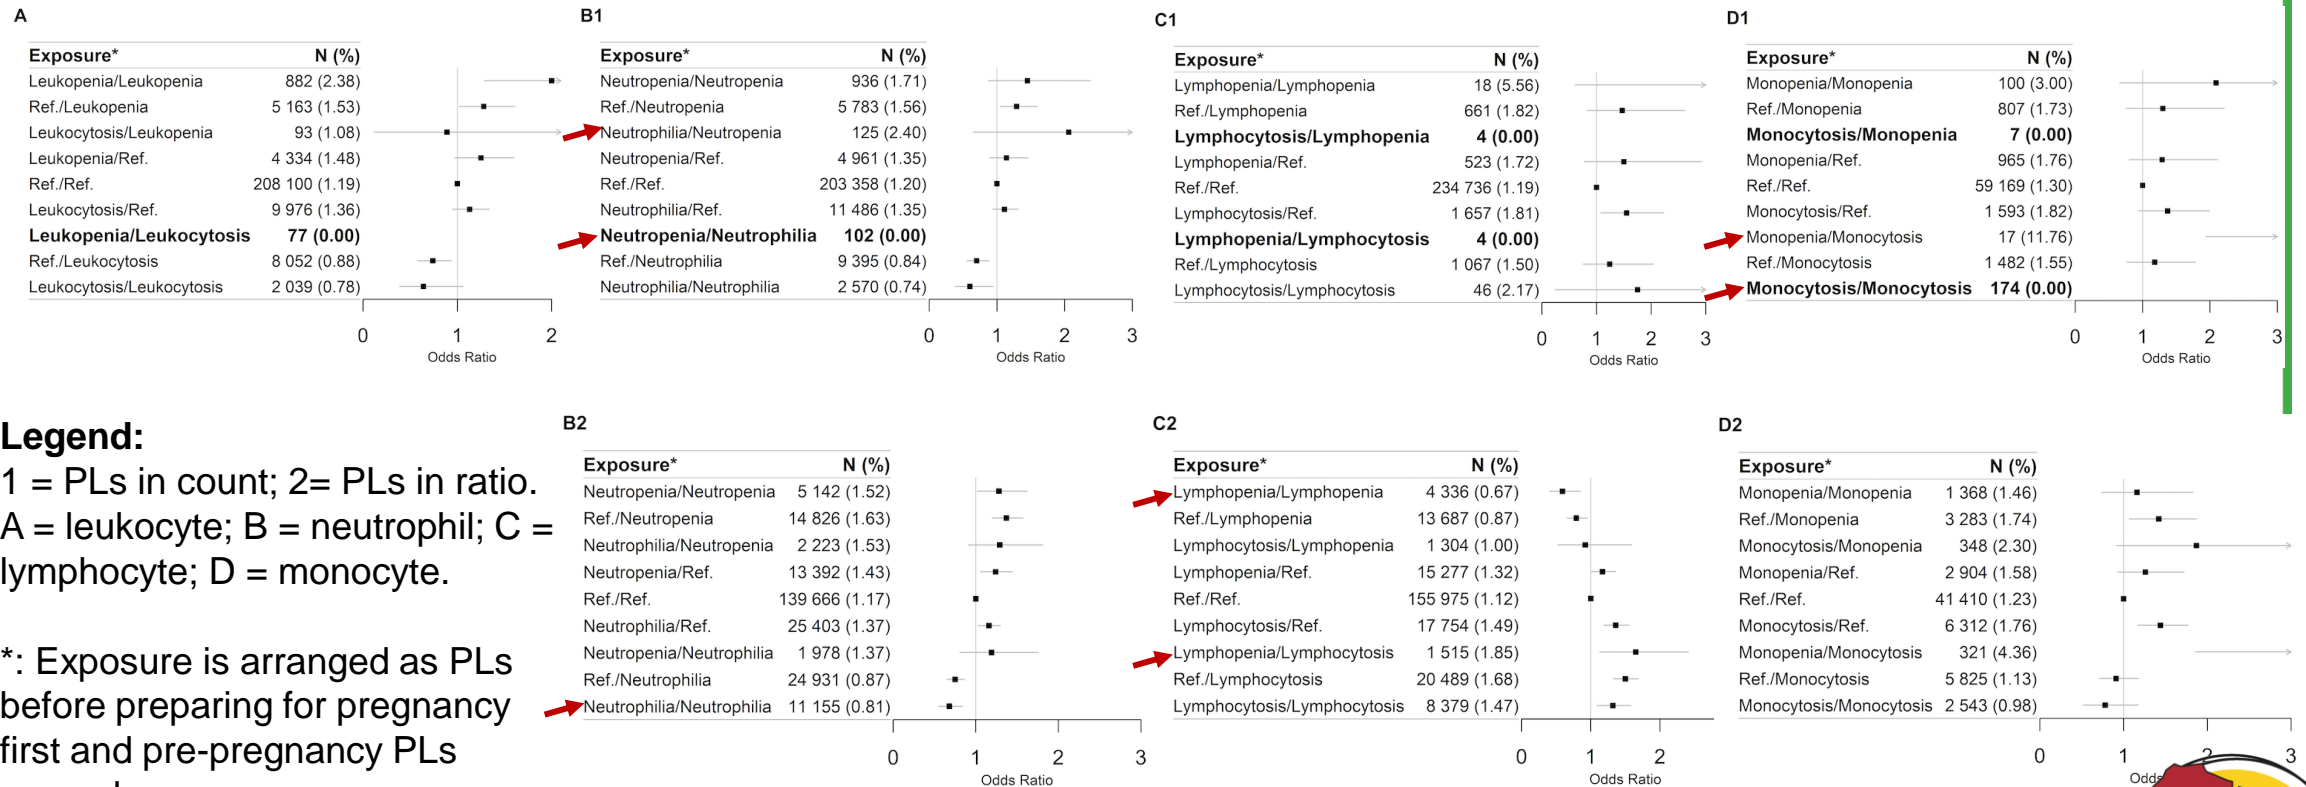 A
Exposure* N (%)
Leukopenia/Leukopenia 882 (2.38)
Ref./Leukopenia 5 163 (1.53)
Leukocytosis/Leukopenia 93 (1.08)
Leukopenia/Ref. 4 334 (1.48)
Ref./Ref. 208 100 (1.19)
Leukocytosis/Ref. 9 976 (1.36)
Leukopenia/Leukocytosis 77 (0.00)
Ref./Leukocytosis 8 052 (0.88)
Leukocytosis/Leukocytosis 2 039 (0.78)
0 1 2
Odds Ratio
B1
Exposure* N (%)
Neutropenia/Neutropenia 936 (1.71)
Ref./Neutropenia 5 783 (1.56)
Neutrophilia/Neutropenia 125 (2.40)
Neutropenia/Ref. 4 961 (1.35)
Ref./Ref. 203 358 (1.20)
Neutrophilia/Ref. 11 486 (1.35)
Neutropenia/Neutrophilia 102 (0.00)
Ref./Neutrophilia 9 395 (0.84)
Neutrophilia/Neutrophilia 2 570 (0.74)
0 1 2 3
Odds Ratio
C1
Exposure* N (%)
Lymphopenia/Lymphopenia 18 (5.56)
Ref./Lymphopenia 661 (1.82)
Lymphocytosis/Lymphopenia 4 (0.00)
Lymphopenia/Ref. 523 (1.72)
Ref./Ref. 234 736 (1.19)
Lymphocytosis/Ref. 1 657 (1.81)
Lymphopenia/Lymphocytosis 4 (0.00)
Ref./Lymphocytosis 1 067 (1.50)
Lymphocytosis/Lymphocytosis 46 (2.17)
0 1 2 3
Odds Ratio
D1
Exposure* N (%)
Monopenia/Monopenia 100 (3.00)
Ref./Monopenia 807 (1.73)
Monocytosis/Monopenia 7 (0.00)
Monopenia/Ref. 965 (1.76)
Ref./Ref. 59 169 (1.30)
Monocytosis/Ref. 1 593 (1.82)
Monopenia/Monocytosis 17 (11.76)
Ref./Monocytosis 1 482 (1.55)
Monocytosis/Monocytosis 174 (0.00)
0 1 2 3
Odds Ratio
Legend:
1 = PLs in count; 2= PLs in ratio.
A = leukocyte; B = neutrophil; C =
lymphocyte; D = monocyte.
*: Exposure is arranged as PLs
before preparing for pregnancy
first and pre-pregnancy PLs
B2
Exposure* N (%)
Neutropenia/Neutropenia 5 142 (1.52)
Ref./Neutropenia 14 826 (1.63)
Neutrophilia/Neutropenia 2 223 (1.53)
Neutropenia/Ref. 13 392 (1.43)
Ref./Ref. 139 666 (1.17)
Neutrophilia/Ref. 25 403 (1.37)
Neutropenia/Neutrophilia 1 978 (1.37)
Ref./Neutrophilia 24 931 (0.87)
Neutrophilia/Neutrophilia 11 155 (0.81)
0 1 2 3
Odds Ratio
C2
Exposure* N (%)
Lymphopenia/Lymphopenia 4 336 (0.67)
Ref./Lymphopenia 13 687 (0.87)
Lymphocytosis/Lymphopenia 1 304 (1.00)
Lymphopenia/Ref. 15 277 (1.32)
Ref./Ref. 155 975 (1.12)
Lymphocytosis/Ref. 17 754 (1.49)
Lymphopenia/Lymphocytosis 1 515 (1.85)
Ref./Lymphocytosis 20 489 (1.68)
Lymphocytosis/Lymphocytosis 8 379 (1.47)
0 1 2
Odds Ratio
D2
Exposure* N (%)
Monopenia/Monopenia 1 368 (1.46)
Ref./Monopenia 3 283 (1.74)
Monocytosis/Monopenia 348 (2.30)
Monopenia/Ref. 2 904 (1.58)
Ref./Ref. 41 410 (1.23)
Monocytosis/Ref. 6 312 (1.76)
Monopenia/Monocytosis 321 (4.36)
Ref./Monocytosis 5 825 (1.13)
Monocytosis/Monocytosis 2 543 (0.98)
0 1 2 3